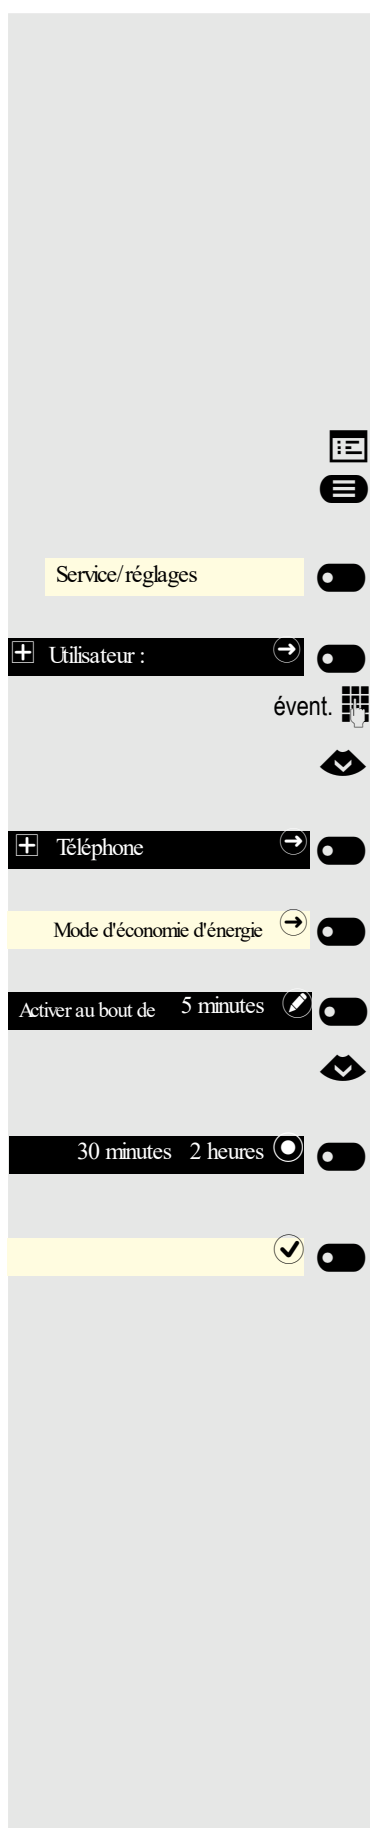 Service/réglages
Utilisateur :
évent.
Téléphone
Mode d'économie d'énergie
Activer au bout de 5 minutes
30 minutes 2 heures